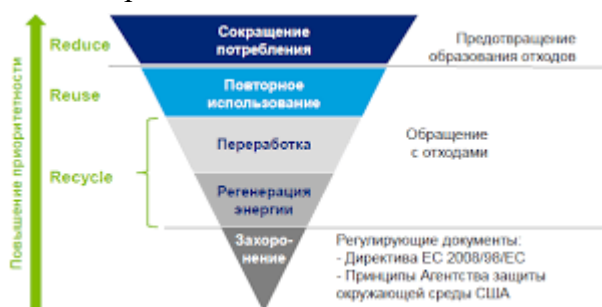 Повышение приоритетности
Reduce
Сокращение
потребления
Предотвращение
образования отходов
Reuse
Повторное
использование
Recycle
Переработка
Обращение
с отходами
Регенерация
энергии
Захоро-
нение
Регулирующие документы:
- Директива ЕС 2008/98/ЕС
- Принципы Агентства защиты
окружающей среды США